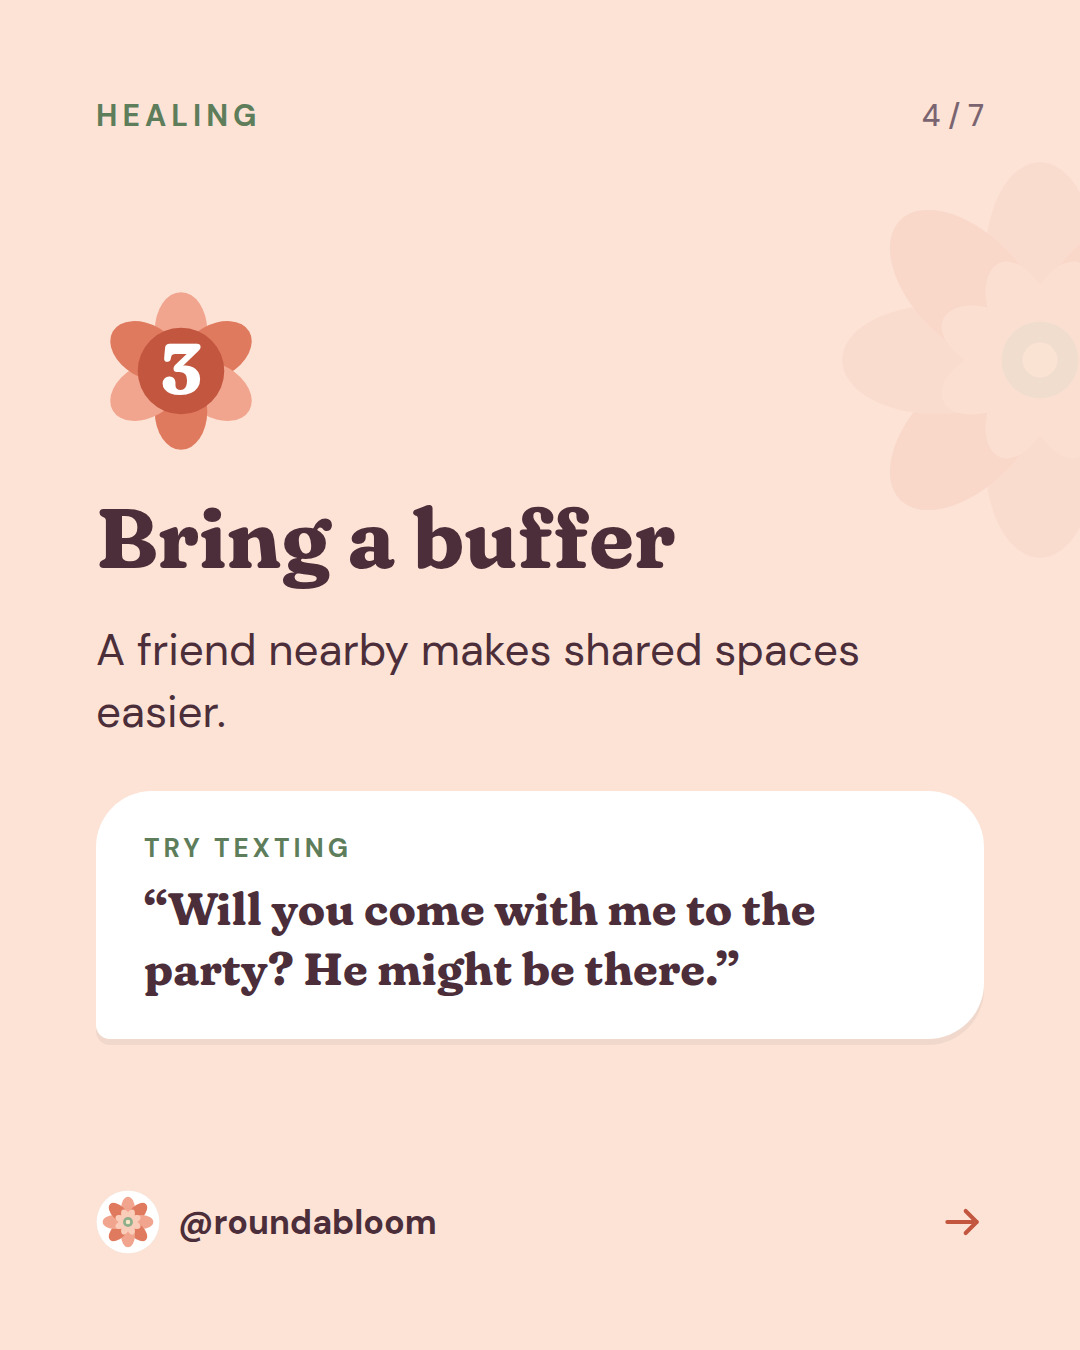 HEALING
4 / 7
3
Bring a buffer
A friend nearby makes shared spaces
easier.
TRY TEXTING
“Will you come with me to the
party? He might be there.”
@roundabloom